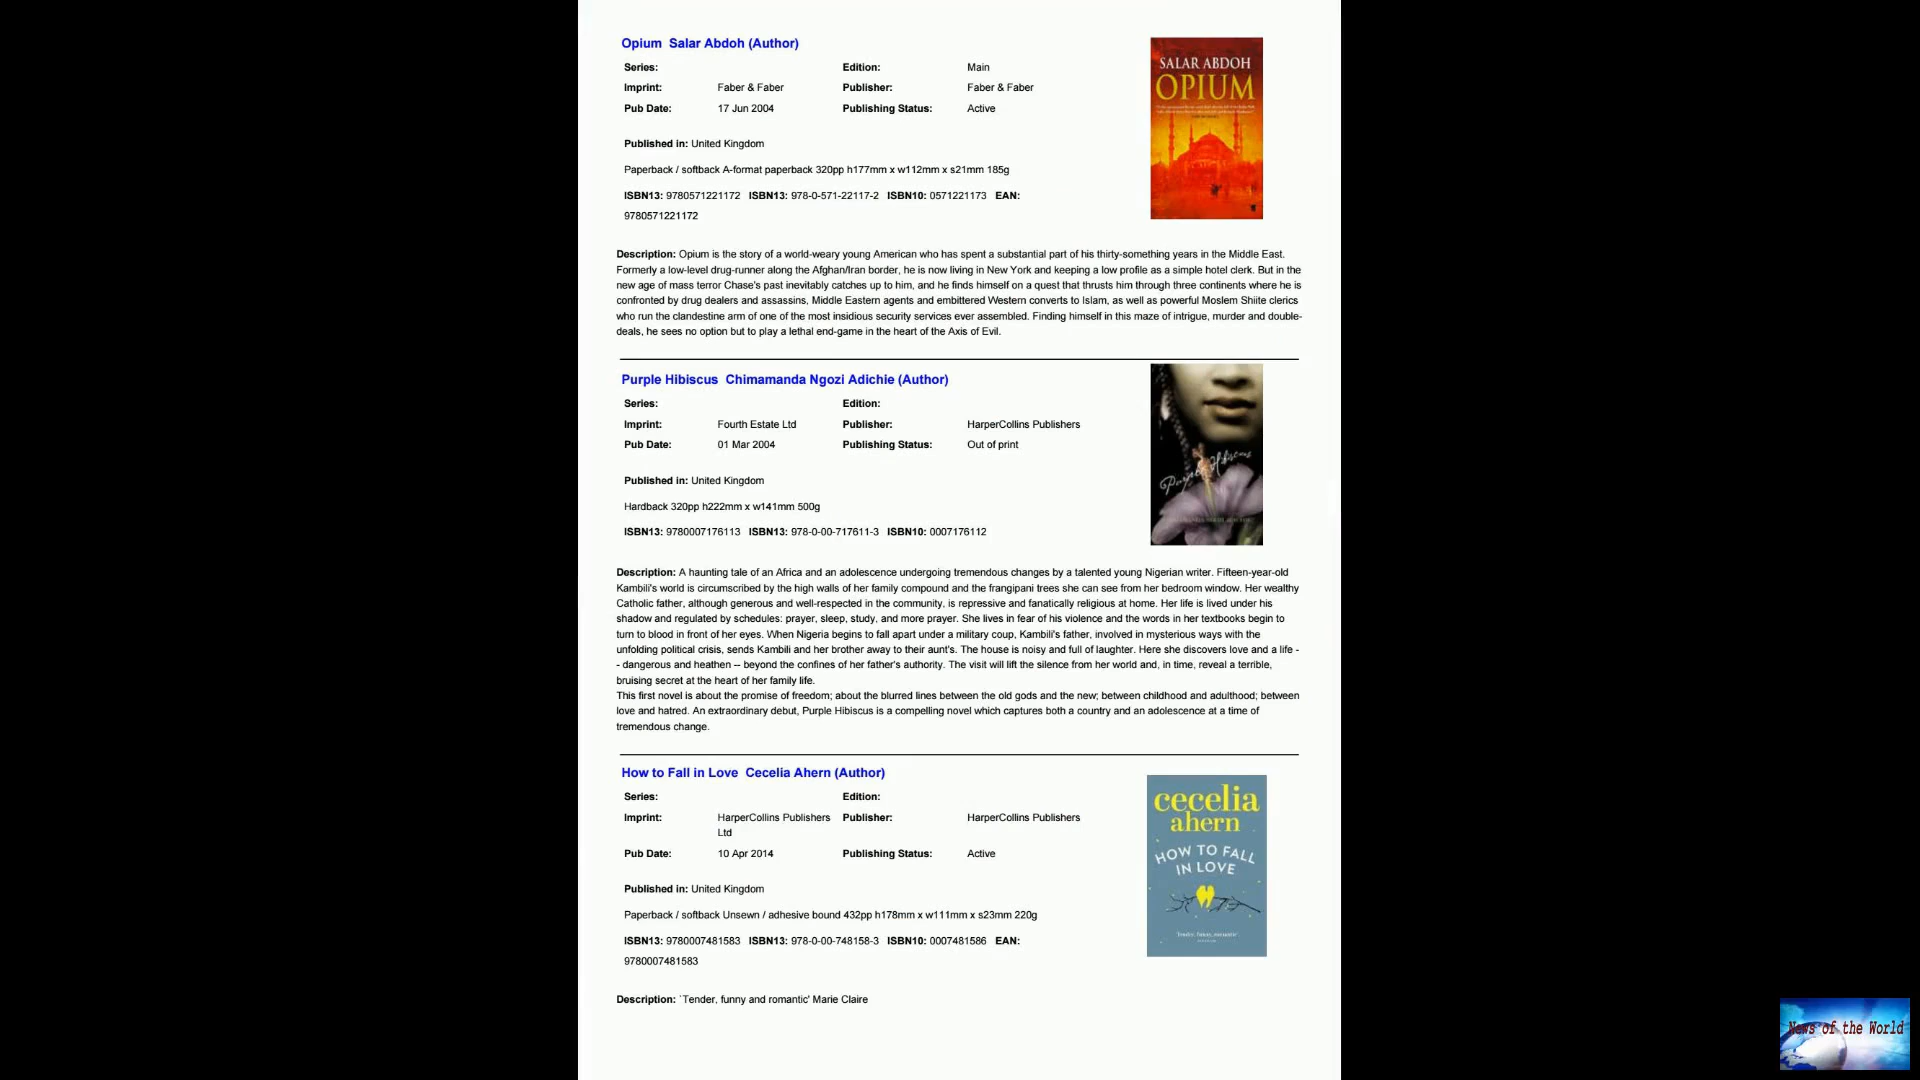 Opium  Salar Abdoh (Author)
Series: Edition: Main
Imprint: Faber & Faber Publisher: Faber & Faber
Pub Date: 17 Jun 2004 Publishing Status: Active
Published in: United Kingdom
Paperback / softback A-format paperback 320pp h177mm x w112mm x s21mm 185g
ISBN13: 9780571221172 ISBN13: 978-0-571-22117-2 ISBN10: 0571221173 EAN:
9780571221172
SALAR ABDOH
OPIUM
Description: Opium is the story of a world-weary young American who has spent a substantial part of his thirty-something years in the Middle East.
Formerly a low-level drug-runner along the Afghan/Iran border, he is now living in New York and keeping a low profile as a simple hotel clerk. But in the
new age of mass terror Chase's past inevitably catches up to him, and he finds himself on a quest that thrusts him through three continents where he is
confronted by drug dealers and assassins, Middle Eastern agents and embittered Western converts to Islam, as well as powerful Moslem Shiite clerics
who run the clandestine arm of one of the most insidious security services ever assembled. Finding himself in this maze of intrigue, murder and double-
deals, he sees no option but to play a lethal end-game in the heart of the Axis of Evil.
Purple Hibiscus  Chimamanda Ngozi Adichie (Author)
Series: Edition:
Imprint: Fourth Estate Ltd Publisher: HarperCollins Publishers
Pub Date: 01 Mar 2004 Publishing Status: Out of print
Published in: United Kingdom
Hardback 320pp h222mm x w141mm 500g
ISBN13: 9780007176113 ISBN13: 978-0-00-717611-3 ISBN10: 0007176112
Purple Hibiscus
Description: A haunting tale of an Africa and an adolescence undergoing tremendous changes by a talented young Nigerian writer. Fifteen-year-old
Kambili's world is circumscribed by the high walls of her family compound and the frangipani trees she can see from her bedroom window. Her wealthy
Catholic father, although generous and well-respected in the community, is repressive and fanatically religious at home. Her life is lived under his
shadow and regulated by schedules: prayer, sleep, study, and more prayer. She lives in fear of his violence and the words in her textbooks begin to
turn to blood in front of her eyes. When Nigeria begins to fall apart under a military coup, Kambili's father, involved in mysterious ways with the
unfolding political crisis, sends Kambili and her brother away to their aunt's. The house is noisy and full of laughter. Here she discovers love and a life -
- dangerous and heathen -- beyond the confines of her father's authority. The visit will lift the silence from her world and, in time, reveal a terrible,
bruising secret at the heart of her family life.
This first novel is about the promise of freedom; about the blurred lines between the old gods and the new; between childhood and adulthood; between
love and hatred. An extraordinary debut, Purple Hibiscus is a compelling novel which captures both a country and an adolescence at a time of
tremendous change.
How to Fall in Love  Cecelia Ahern (Author)
Series: Edition:
Imprint: HarperCollins Publishers Publisher: HarperCollins Publishers
Ltd
Pub Date: 10 Apr 2014 Publishing Status: Active
Published in: United Kingdom
Paperback / softback Unsewn / adhesive bound 432pp h178mm x w111mm x s23mm 220g
ISBN13: 9780007481583 ISBN13: 978-0-00-748158-3 ISBN10: 0007481586 EAN:
9780007481583
cecelia
ahern
HOW TO FALL
IN LOVE
'Tender, funny, romantic'
Description: `Tender, funny and romantic' Marie Claire
News of the World